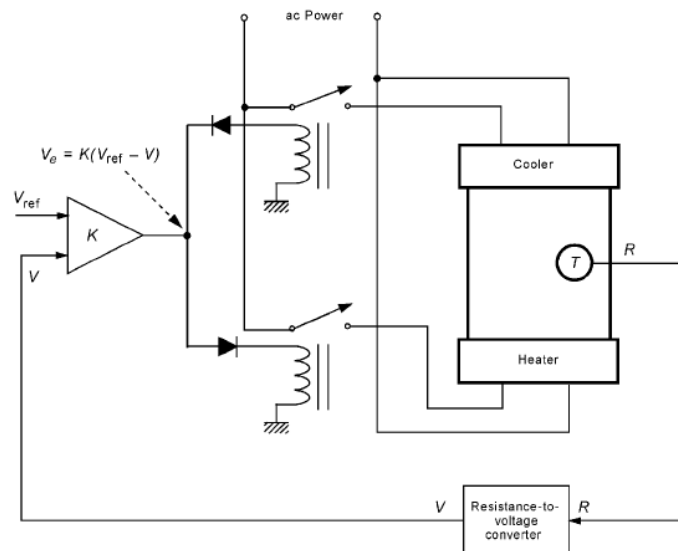 ac Power
V_e = K(V_ref – V)
Cooler
V_ref
K
T
R
V
Heater
V
Resistance-to-
voltage
converter
R